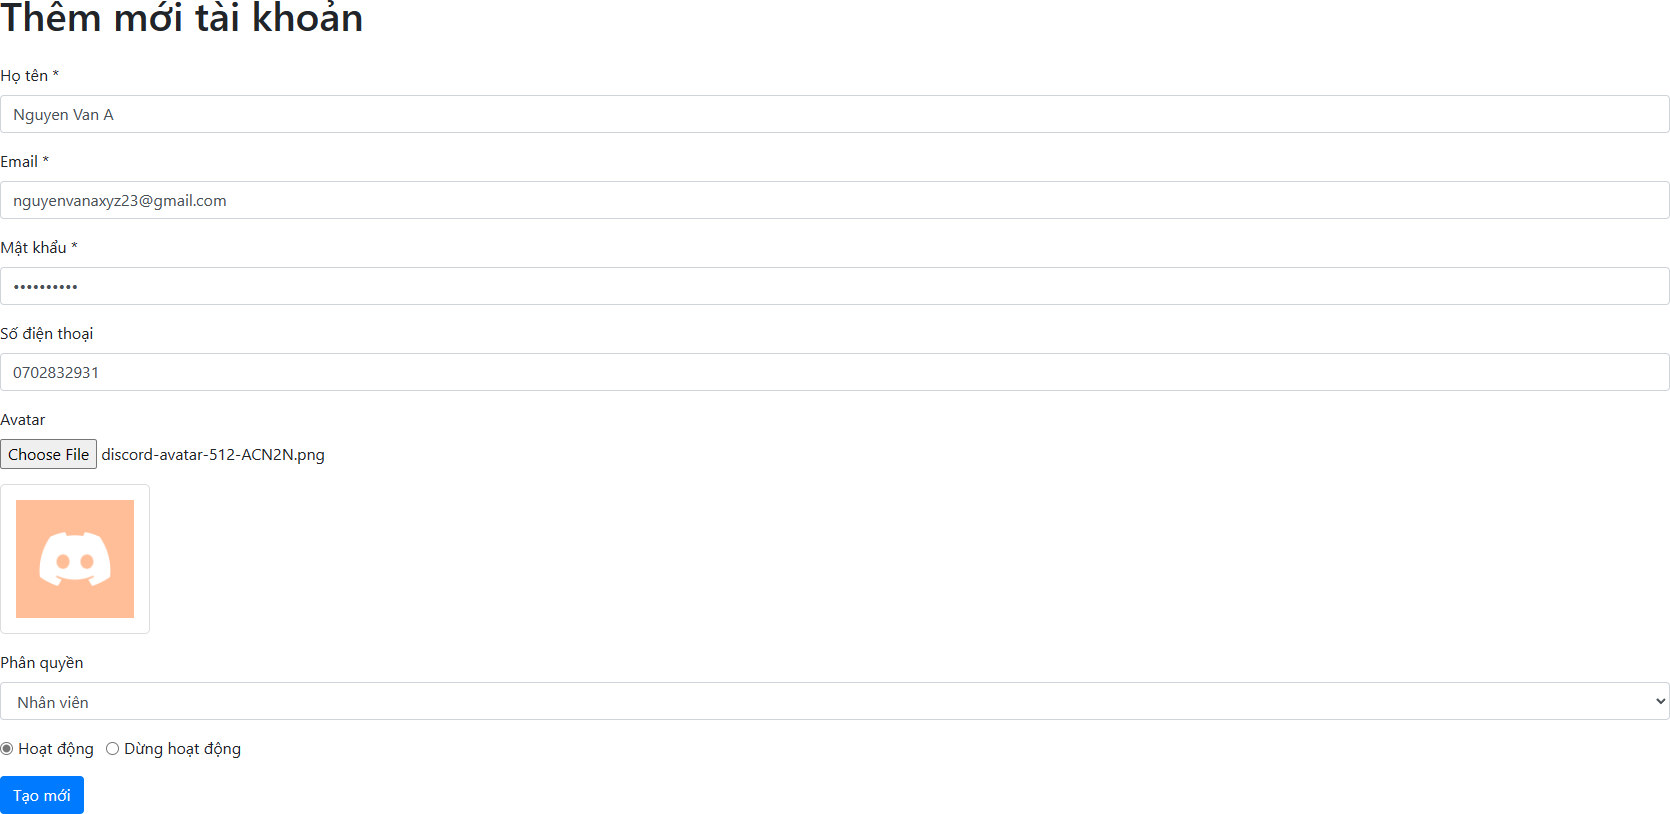 Thêm mới tài khoản
Họ tên *
Nguyen Van A
Email *
nguyenvanaxyz23@gmail.com
Mật khẩu *
••••••••••
Số điện thoại
0702832931
Avatar
Choose File discord-avatar-512-ACN2N.png
Phân quyền
Nhân viên
Hoạt động Dừng hoạt động
Tạo mới